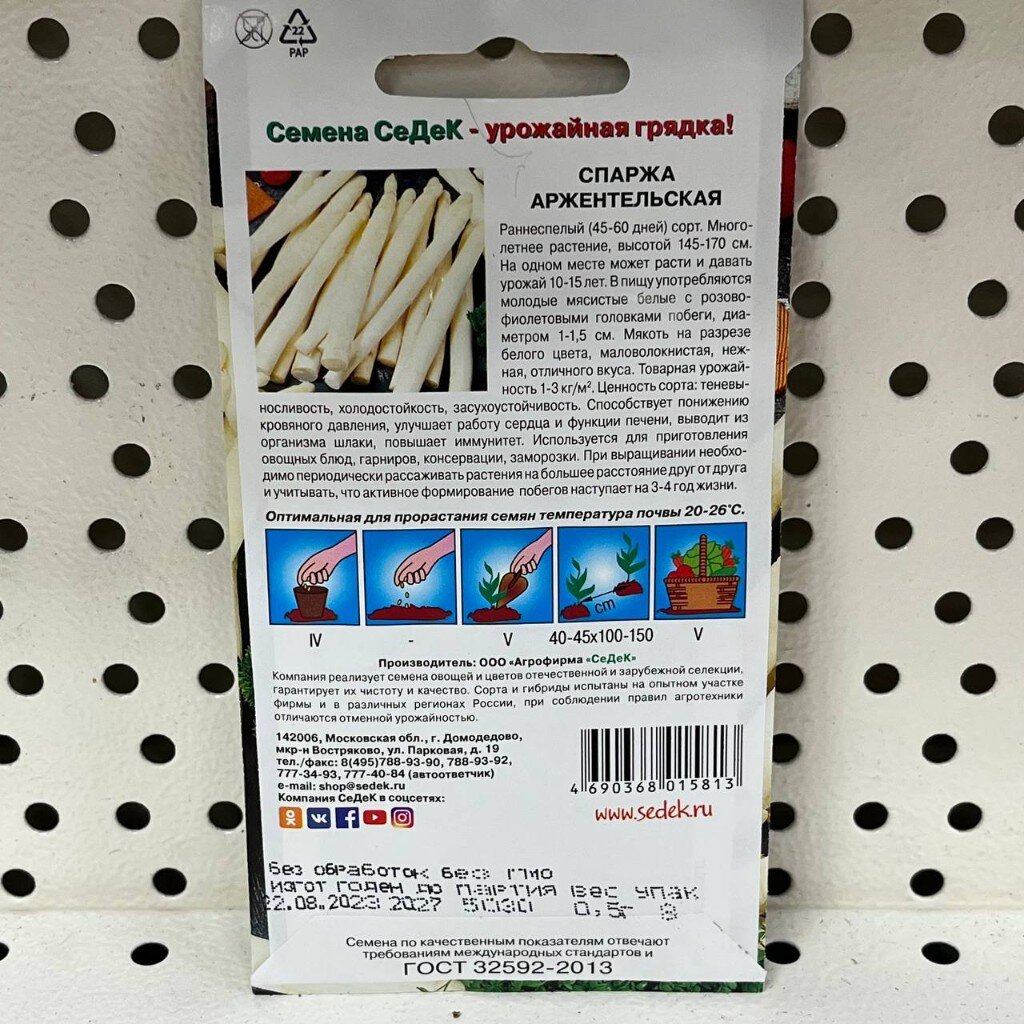 22
PAP
Семена СеДеК - урожайная грядка!
СПАРЖА
АРЖЕНТЕЛЬСКАЯ
Раннеспелый (45-60 дней) сорт. Много-
летнее растение, высотой 145-170 см.
На одном месте может расти и давать
урожай 10-15 лет. В пищу употребляются
молодые мясистые белые с розово-
фиолетовыми головками побеги, диа-
метром 1-1,5 см. Мякоть на разрезе
белого цвета, маловолокнистая, неж-
ная, отличного вкуса. Товарная урожай-
ность 1-3 кг/м². Ценность сорта: теневы-
носливость, холодостойкость, засухоустойчивость. Способствует понижению
кровяного давления, улучшает работу сердца и функции печени, выводит из
организма шлаки, повышает иммунитет. Используется для приготовления
овощных блюд, гарниров, консервации, заморозки. При выращивании необхо-
димо периодически рассаживать растения на большее расстояние друг от друга
и учитывать, что активное формирование побегов наступает на 3-4 год жизни.
Оптимальная для прорастания семян температура почвы 20-26°С.
cm
IV - V 40-45х100-150 V
Производитель: ООО «Агрофирма «СеДеК»
Компания реализует семена овощей и цветов отечественной и зарубежной селекции,
гарантирует их чистоту и качество. Сорта и гибриды испытаны на опытном участке
фирмы и в различных регионах России, при соблюдении правил агротехники
отличаются отменной урожайностью.
142006, Московская обл., г. Домодедово,
мкр-н Востряково, ул. Парковая, д. 19
тел./факс: 8(495)788-93-90, 788-93-92,
777-34-93, 777-40-84 (автоответчик)
e-mail: shop@sedek.ru
Компания СеДеК в соцсетях:
4 690368 015813
www.sedek.ru
без обработок без ГМО
изгот годен до партия вес упак
22.08.2023 2027 5030 0,5 г 8
Семена по качественным показателям отвечают
требованиям международных стандартов и
ГОСТ 32592-2013